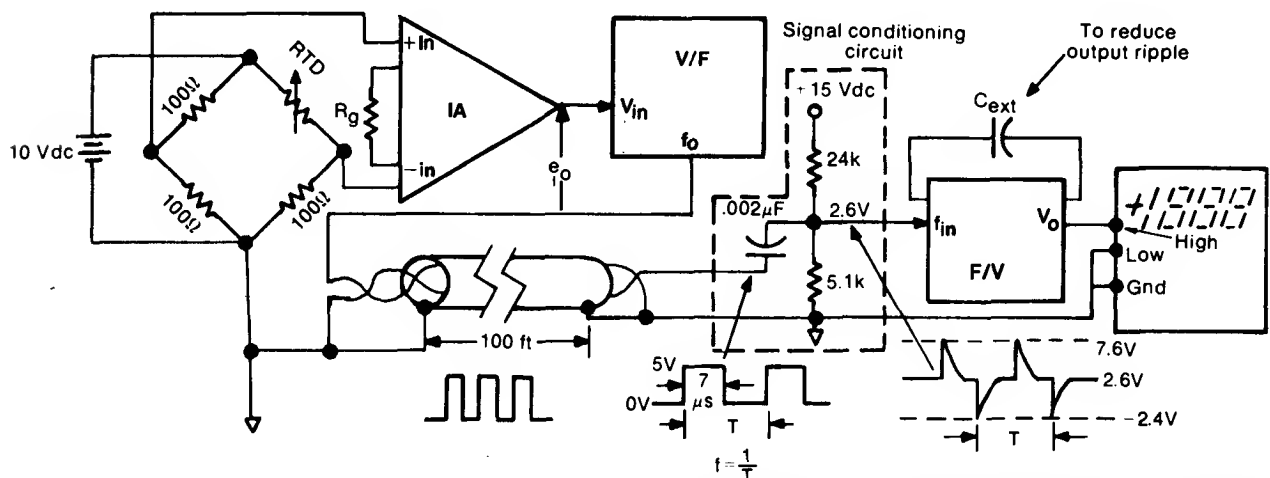 Signal conditioning
circuit
To reduce
output ripple
RTD
100Ω
+In
V/F
+ 15 Vdc
Cext
Rg
IA
Vin
10 Vdc
−in
fo
24k
eo
.002μF
2.6V
fin
Vo
+1888
High
100Ω
100Ω
F/V
Low
5.1k
Gnd
100 ft
5V
7
μs
0V
T
f = 1/T
7.6V
2.6V
−2.4V
T